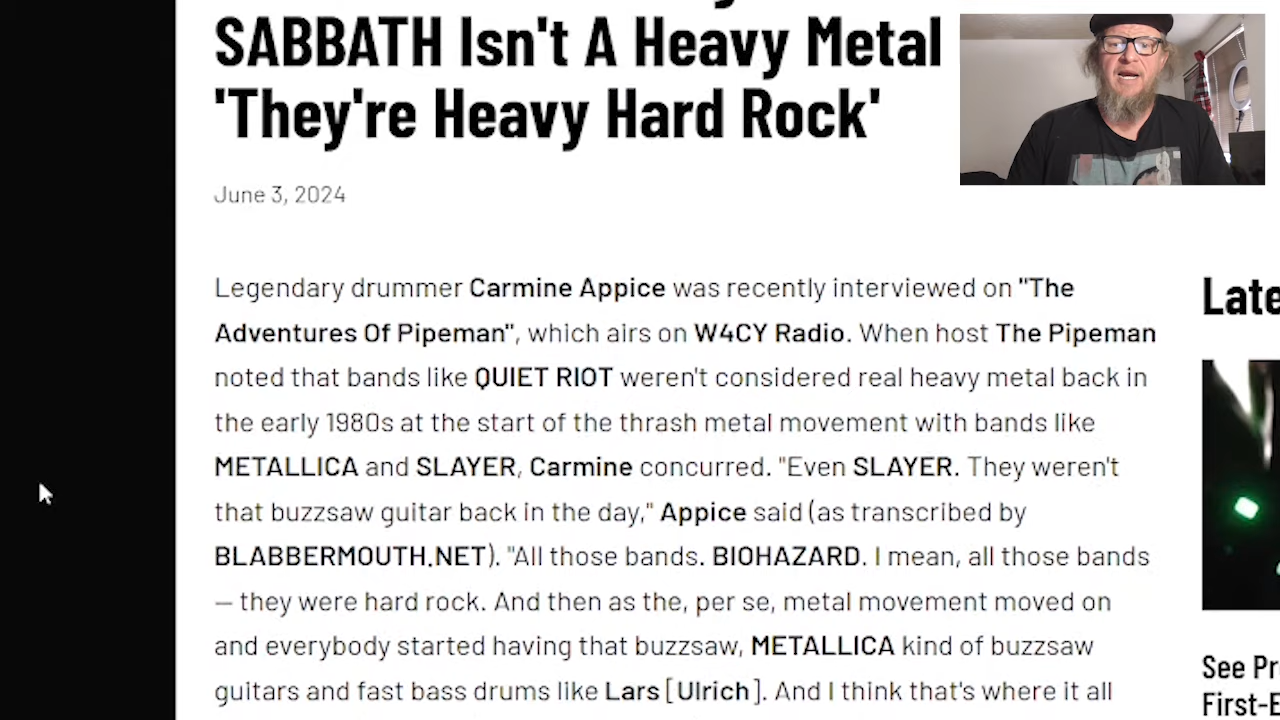 SABBATH Isn't A Heavy Metal
'They're Heavy Hard Rock'
June 3, 2024
Legendary drummer Carmine Appice was recently interviewed on "The
Adventures Of Pipeman", which airs on W4CY Radio. When host The Pipeman
noted that bands like QUIET RIOT weren't considered real heavy metal back in
the early 1980s at the start of the thrash metal movement with bands like
METALLICA and SLAYER, Carmine concurred. "Even SLAYER. They weren't
that buzzsaw guitar back in the day," Appice said (as transcribed by
BLABBERMOUTH.NET). "All those bands. BIOHAZARD. I mean, all those bands
— they were hard rock. And then as the, per se, metal movement moved on
and everybody started having that buzzsaw, METALLICA kind of buzzsaw
guitars and fast bass drums like Lars [Ulrich]. And I think that's where it all
Late
See Pr
First-E